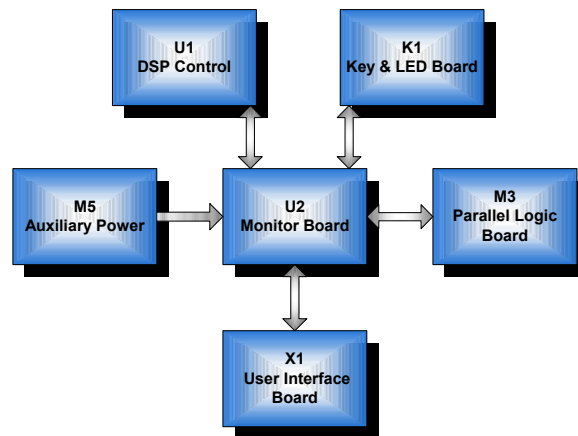 U1
DSP Control
K1
Key & LED Board
M5
Auxiliary Power
U2
Monitor Board
M3
Parallel Logic
Board
X1
User Interface
Board